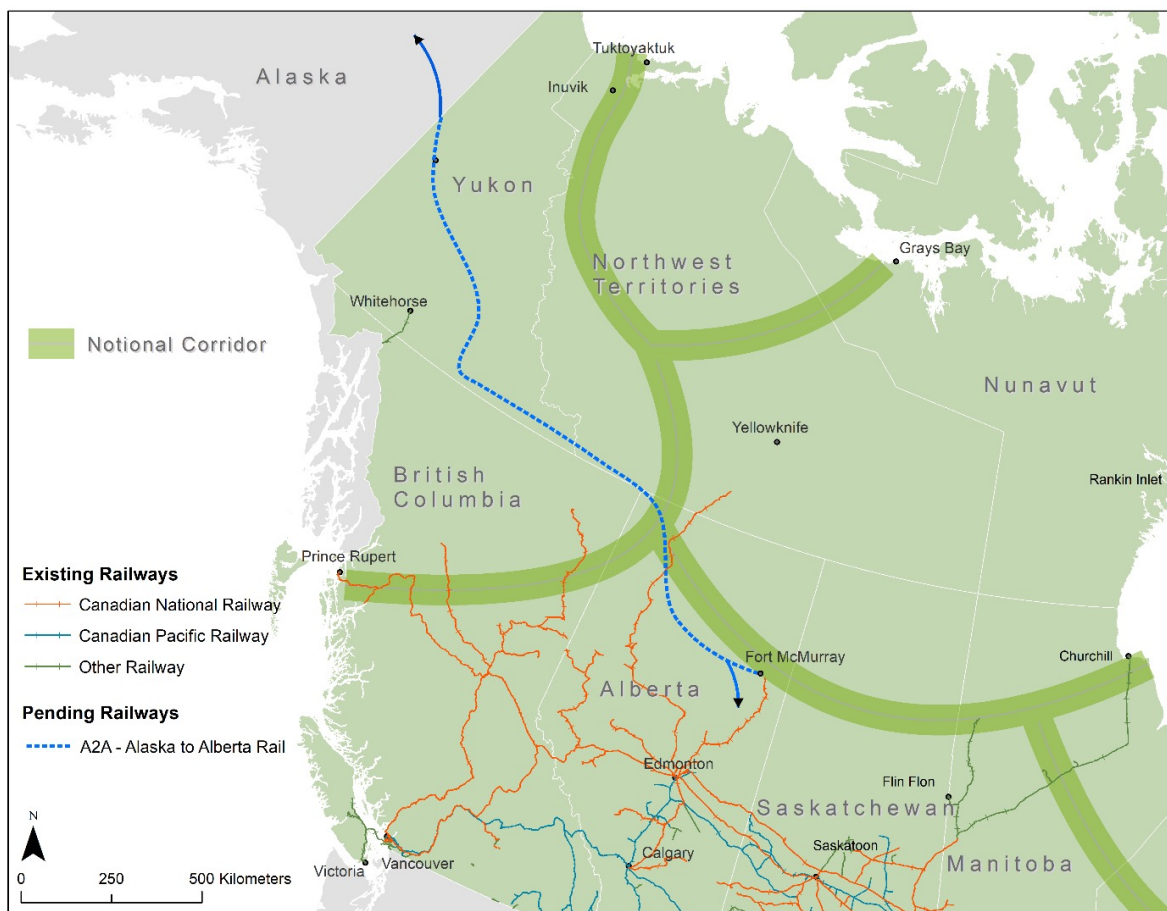 Tuktoyaktuk
Alaska
Inuvik
Yukon
Grays Bay
Northwest
Territories
Whitehorse
Notional Corridor
Nunavut
Yellowknife
British
Columbia
Rankin Inlet
Prince Rupert
Existing Railways
Canadian National Railway
Canadian Pacific Railway
Other Railway
Churchill
Fort McMurray
Alberta
Pending Railways
A2A - Alaska to Alberta Rail
Edmonton
Flin Flon
Saskatchewan
N
Saskatoon
Calgary
Manitoba
Vancouver
Victoria
0 250 500 Kilometers